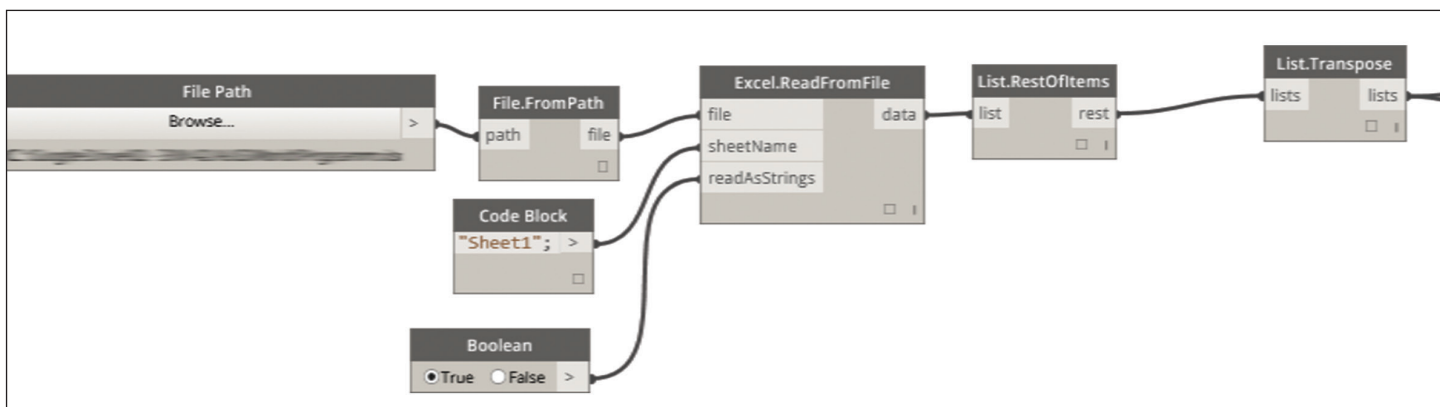 File Path
Browse...
>
File.FromPath
path
file
Code Block
"Sheet1";
>
Boolean
True
False
>
Excel.ReadFromFile
file
data
sheetName
readAsStrings
List.RestOfItems
list
rest
List.Transpose
lists
lists